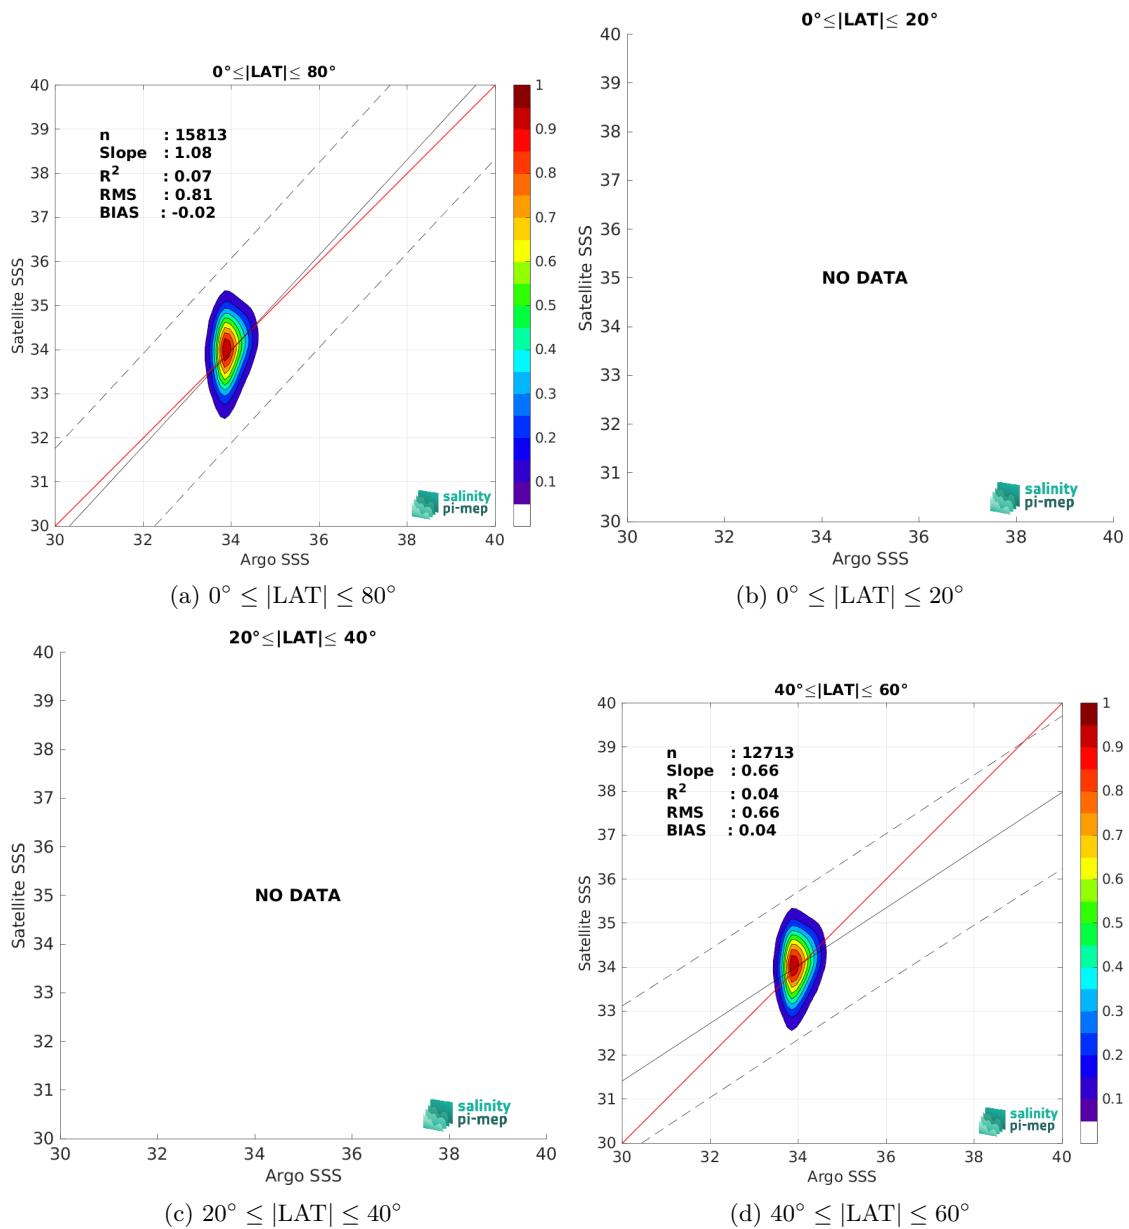 0°≤|LAT|≤ 80°
40
39
38
37
36
35
34
33
32
31
30
Satellite SSS
n : 15813
Slope : 1.08
R² : 0.07
RMS : 0.81
BIAS : -0.02
salinity
pi-mep
30 32 34 36 38 40
Argo SSS
1
0.9
0.8
0.7
0.6
0.5
0.4
0.3
0.2
0.1
(a) 0° ≤ |LAT| ≤ 80°
0°≤|LAT|≤ 20°
40
39
38
37
36
35
34
33
32
31
30
Satellite SSS
NO DATA
salinity
pi-mep
30 32 34 36 38 40
Argo SSS
(b) 0° ≤ |LAT| ≤ 20°
20°≤|LAT|≤ 40°
40
39
38
37
36
35
34
33
32
31
30
Satellite SSS
NO DATA
salinity
pi-mep
30 32 34 36 38 40
Argo SSS
(c) 20° ≤ |LAT| ≤ 40°
40°≤|LAT|≤ 60°
40
39
38
37
36
35
34
33
32
31
30
Satellite SSS
n : 12713
Slope : 0.66
R² : 0.04
RMS : 0.66
BIAS : 0.04
salinity
pi-mep
30 32 34 36 38 40
Argo SSS
1
0.9
0.8
0.7
0.6
0.5
0.4
0.3
0.2
0.1
(d) 40° ≤ |LAT| ≤ 60°